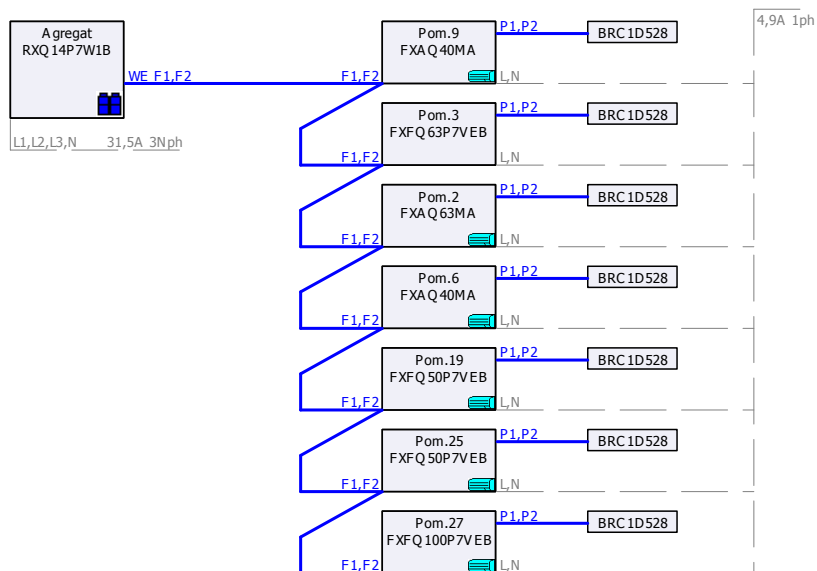 4,9A 1ph
Agregat
RXQ14P7W1B
WE F1,F2
L1,L2,L3,N 31,5A 3Nph
Pom.9
FXAQ40MA
P1,P2
BRC1D528
F1,F2
L,N
Pom.3
FXFQ63P7VEB
P1,P2
BRC1D528
F1,F2
L,N
Pom.2
FXAQ63MA
P1,P2
BRC1D528
F1,F2
L,N
Pom.6
FXAQ40MA
P1,P2
BRC1D528
F1,F2
L,N
Pom.19
FXFQ50P7VEB
P1,P2
BRC1D528
F1,F2
L,N
Pom.25
FXFQ50P7VEB
P1,P2
BRC1D528
F1,F2
L,N
Pom.27
FXFQ100P7VEB
P1,P2
BRC1D528
F1,F2
L,N